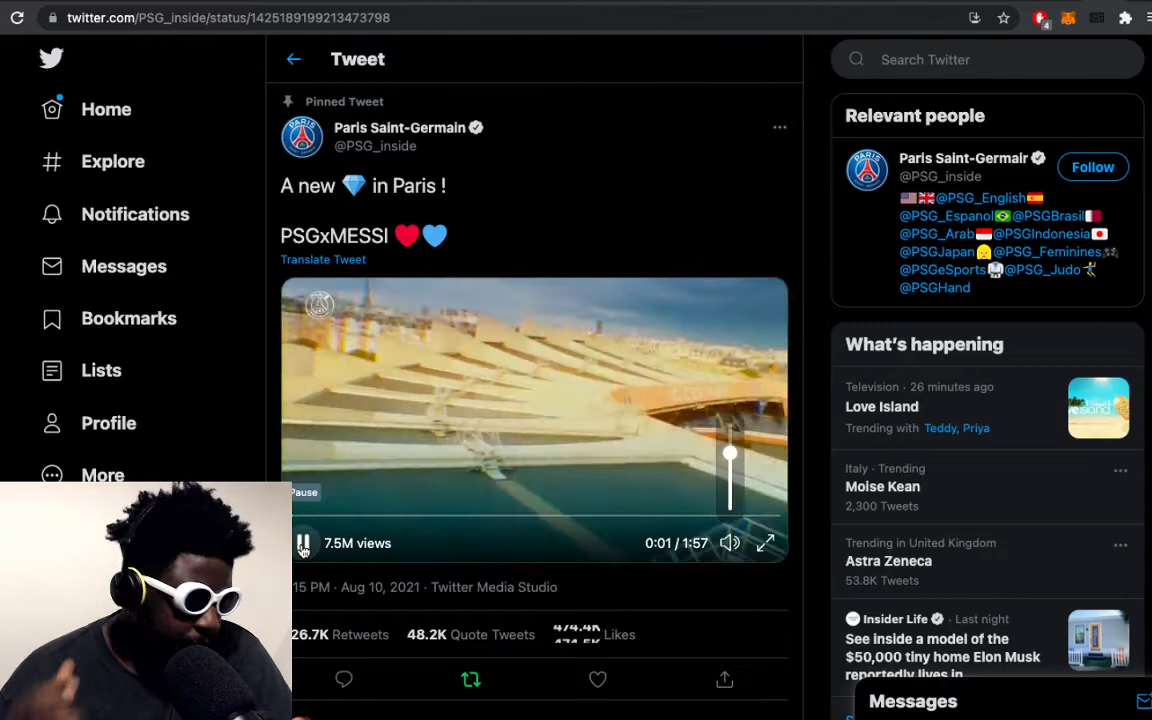 twitter.com/PSG_inside/status/1425189199213473798
4
Home
Explore
Notifications
Messages
Bookmarks
Lists
Profile
More
Tweet
Pinned Tweet
Paris Saint-Germain
@PSG_inside
A new 💎 in Paris !
PSGxMESSI ❤️💙
Translate Tweet
Pause
7.5M views
0:01 / 1:57
15 PM · Aug 10, 2021 · Twitter Media Studio
26.7K Retweets 48.2K Quote Tweets Likes
Search Twitter
Relevant people
Paris Saint-Germair
@PSG_inside
Follow
🇺🇸🇬🇧@PSG_English🇪🇸
@PSG_Espanol🇧🇷@PSGBrasil🇶🇦
@PSG_Arab🇮🇩@PSGIndonesia🇯🇵
@PSGJapan👱‍♀️@PSG_Feminines🎮
@PSGeSports🥋@PSG_Judo🤾
@PSGHand
What's happening
Television · 26 minutes ago
Love Island
Trending with Teddy, Priya
Italy · Trending
Moise Kean
2,300 Tweets
Trending in United Kingdom
Astra Zeneca
53.8K Tweets
Insider Life · Last night
See inside a model of the
$50,000 tiny home Elon Musk
reportedly lives in
Messages